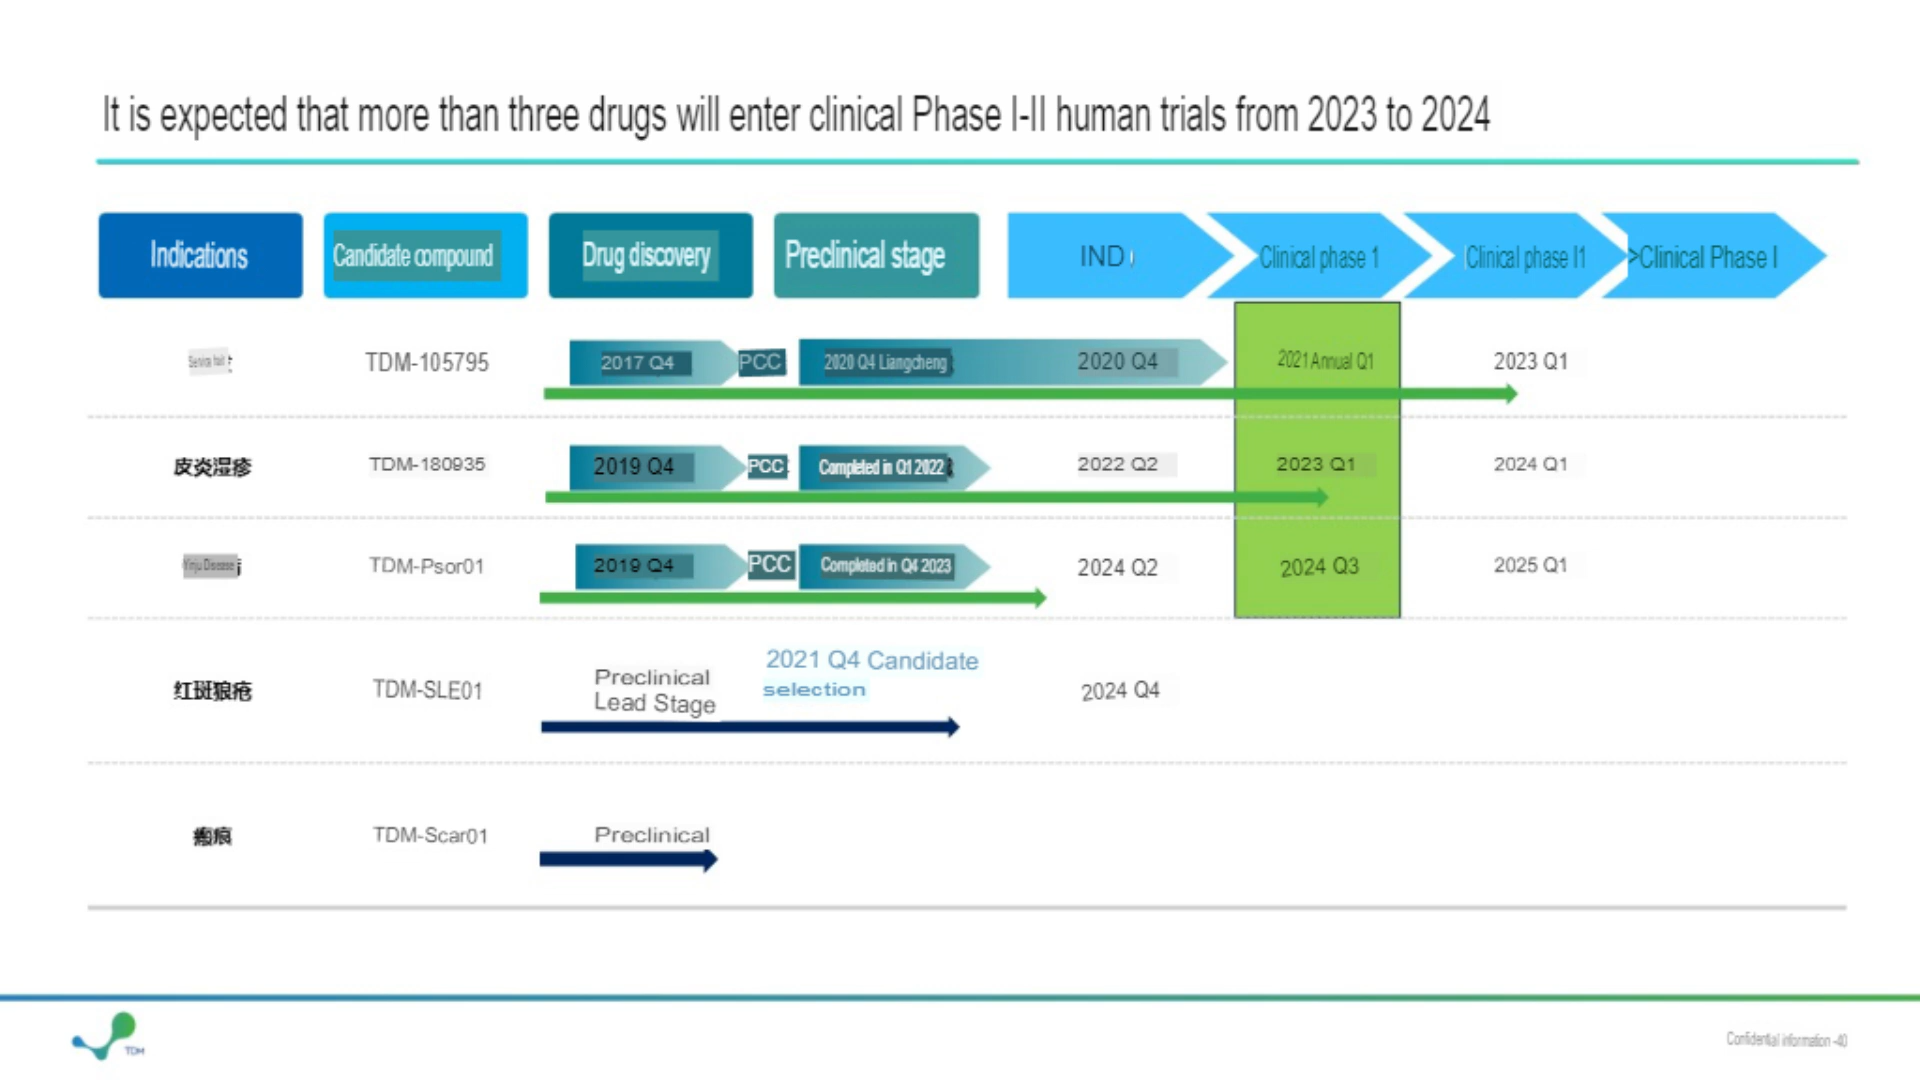 It is expected that more than three drugs will enter clinical Phase I-II human trials from 2023 to 2024
Indications
Candidate compound
Drug discovery
Preclinical stage
IND
Clinical phase 1
Clinical phase I1
>Clinical Phase I
TDM-105795
2017 Q4
PCC
2020 Q4 Liangcheng
2020 Q4
2021 Annual Q1
2023 Q1
皮炎湿疹
TDM-180935
2019 Q4
PCC
Completed in Q1 2022
2022 Q2
2023 Q1
2024 Q1
Yinju Disease
TDM-Psor01
2019 Q4
PCC
Completed in Q4 2023
2024 Q2
2024 Q3
2025 Q1
红斑狼疮
TDM-SLE01
Preclinical
Lead Stage
2021 Q4 Candidate
selection
2024 Q4
瘢痕
TDM-Scar01
Preclinical
TDM
Confidential information -40